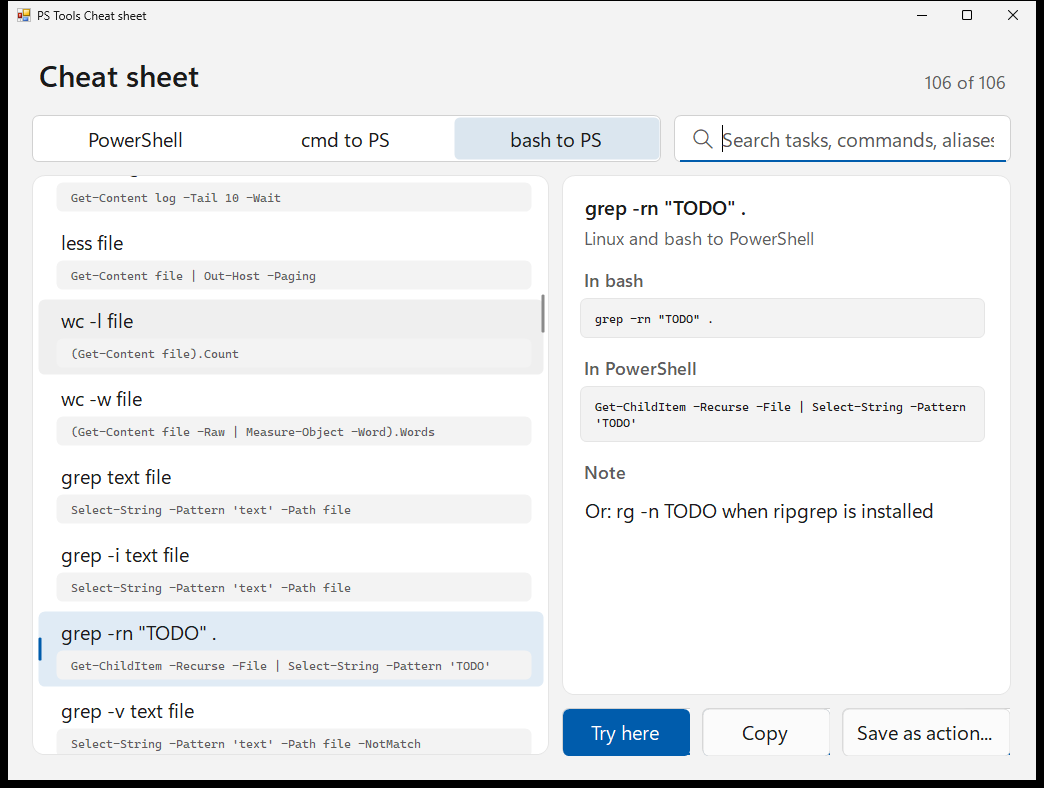 PS Tools Cheat sheet
Cheat sheet
106 of 106
PowerShell
cmd to PS
bash to PS
Search tasks, commands, aliases
Get-Content log -Tail 10 -Wait
less file
Get-Content file | Out-Host -Paging
wc -l file
(Get-Content file).Count
wc -w file
(Get-Content file -Raw | Measure-Object -Word).Words
grep text file
Select-String -Pattern 'text' -Path file
grep -i text file
Select-String -Pattern 'text' -Path file
grep -rn "TODO" .
Get-ChildItem -Recurse -File | Select-String -Pattern 'TODO'
grep -v text file
Select-String -Pattern 'text' -Path file -NotMatch
grep -rn "TODO" .
Linux and bash to PowerShell
In bash
grep -rn "TODO" .
In PowerShell
Get-ChildItem -Recurse -File | Select-String -Pattern
'TODO'
Note
Or: rg -n TODO when ripgrep is installed
Try here
Copy
Save as action...